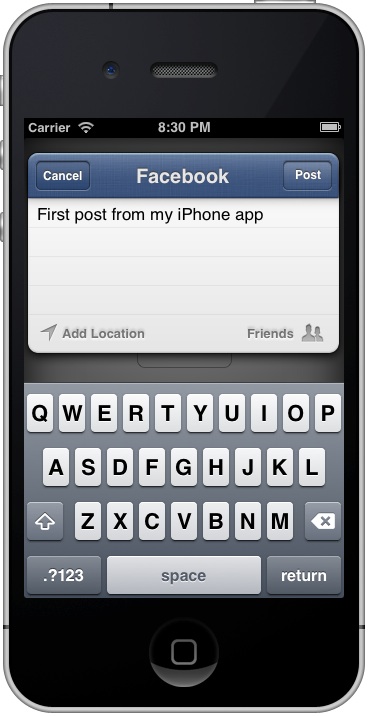 Carrier 8:30 PM
Cancel Facebook Post
First post from my iPhone app
Add Location Friends
Q W E R T Y U I O P
A S D F G H J K L
Z X C V B N M
.?123 space return